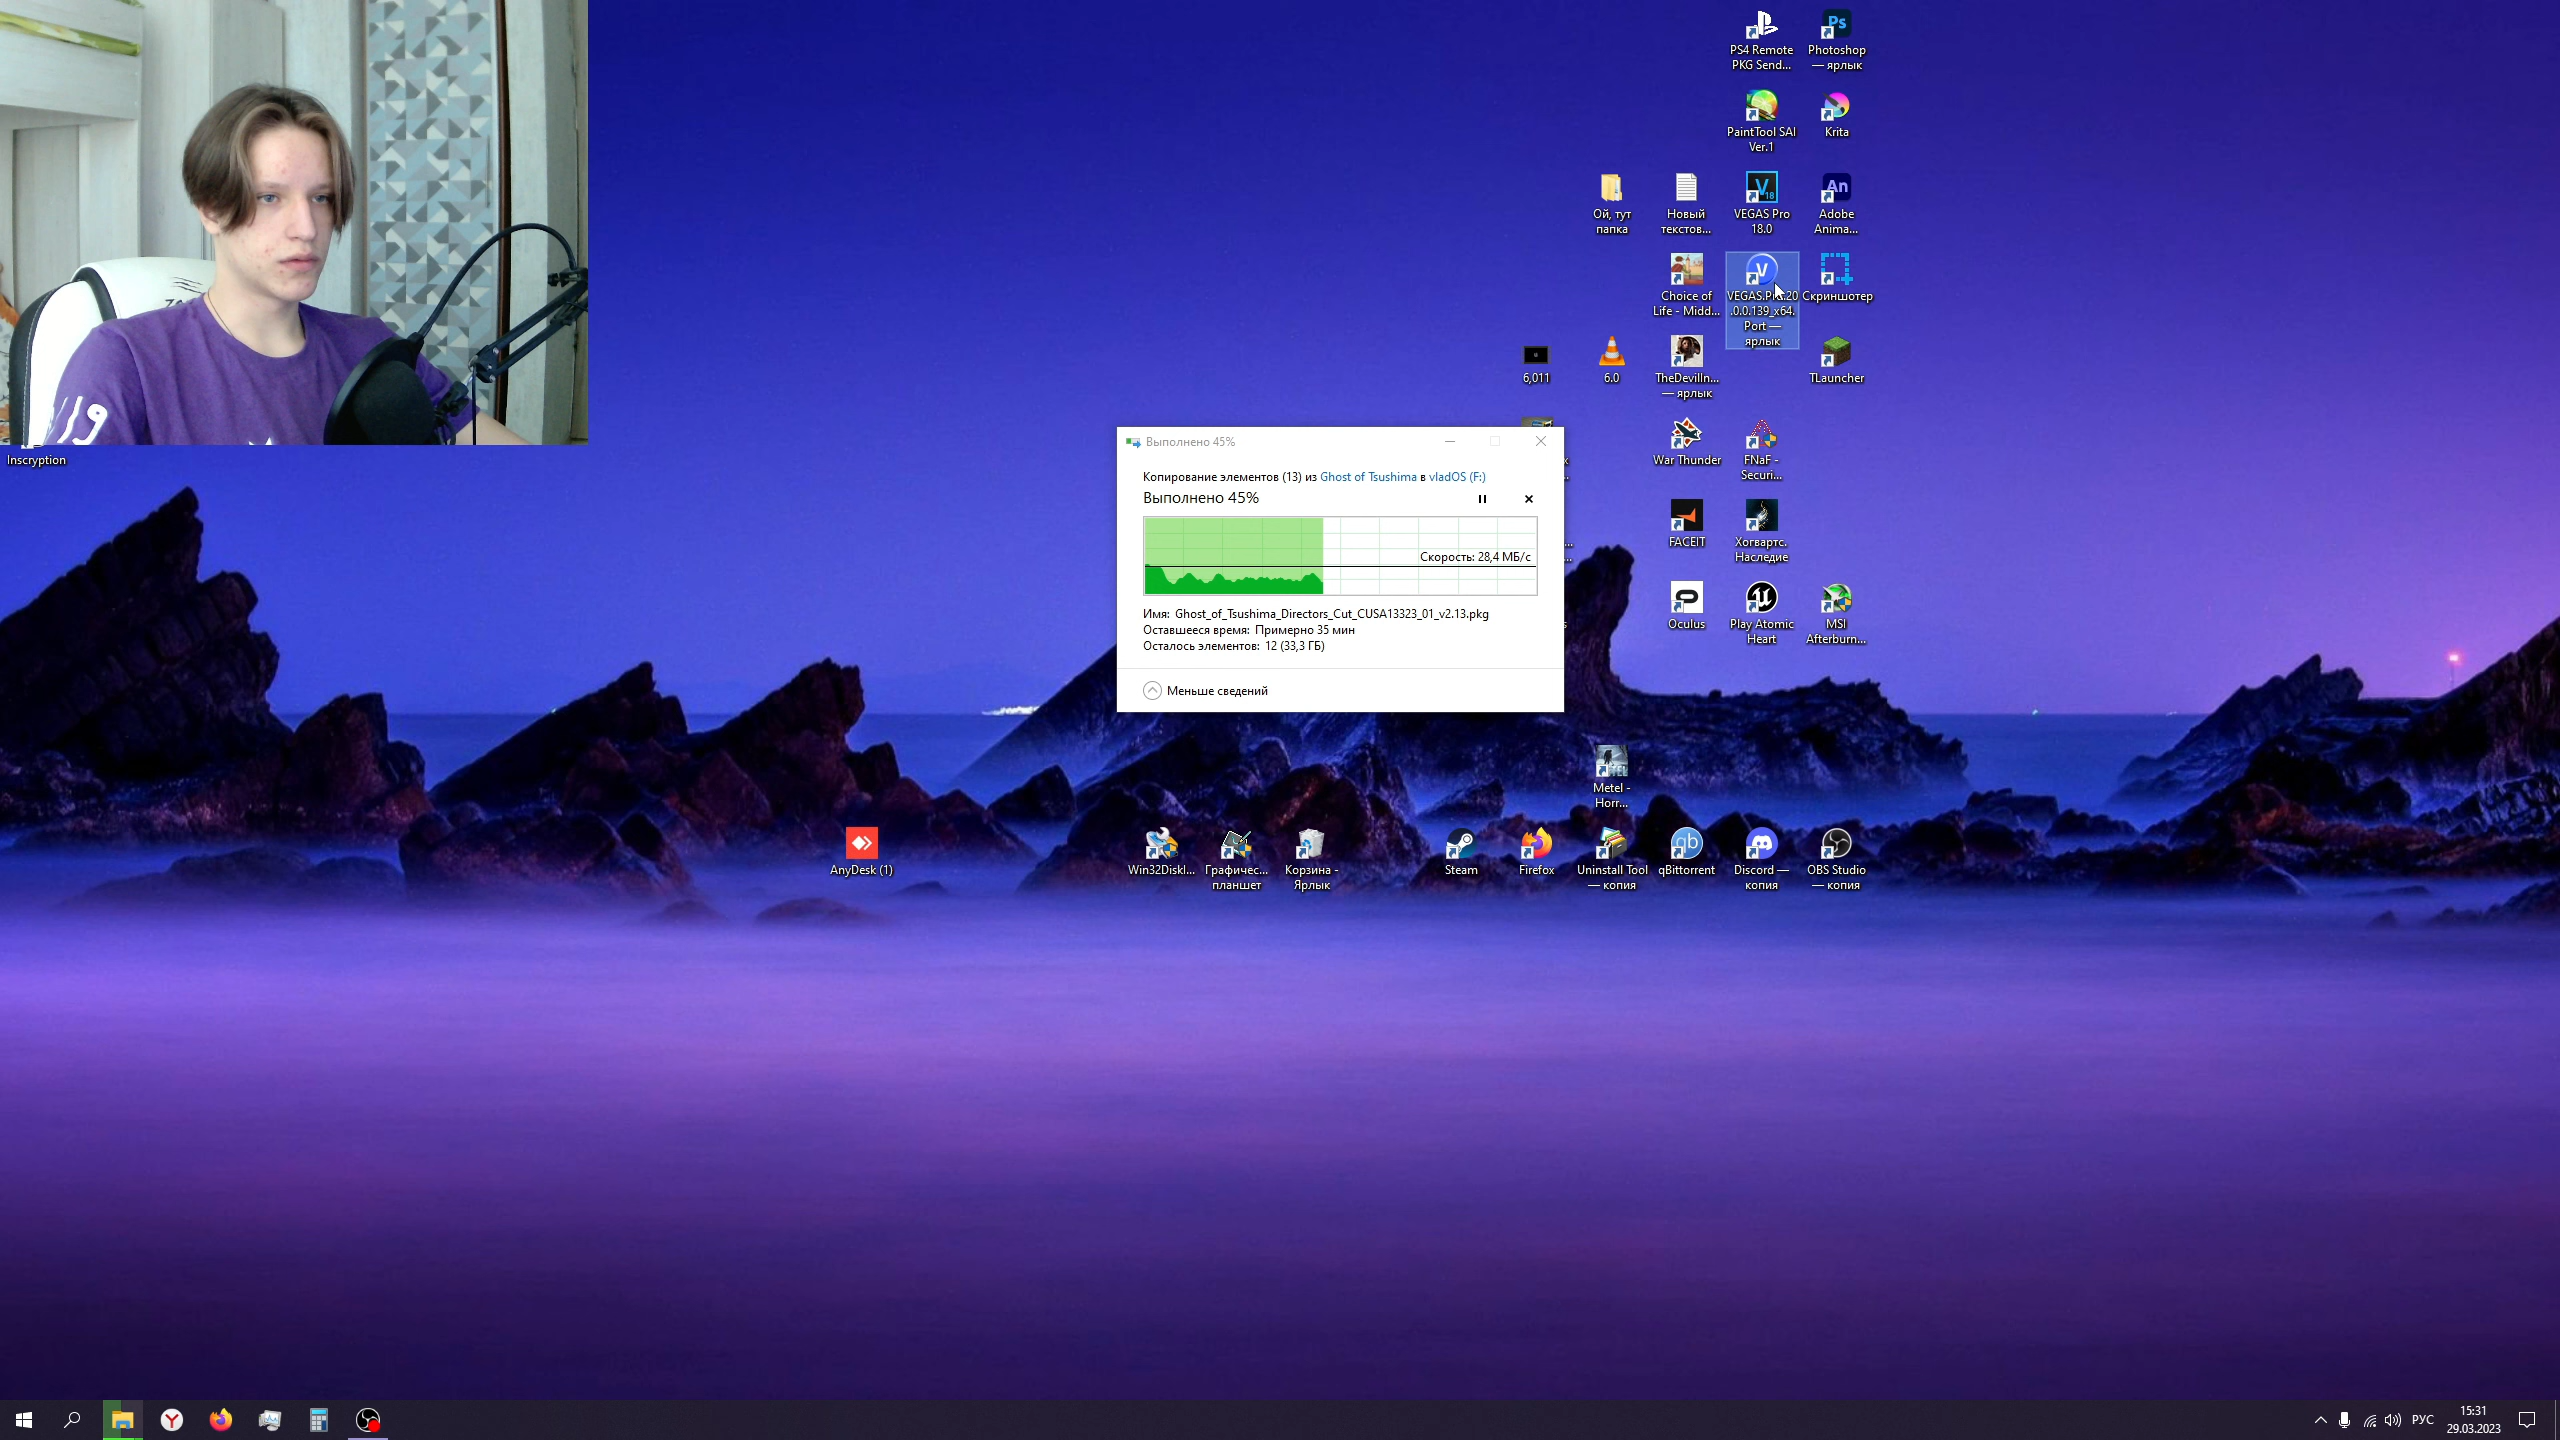 PS4 Remote
PKG Send...
Photoshop
— ярлык
PaintTool SAI
Ver.1
Krita
Ой, тут
папка
Новый
текстов...
VEGAS Pro
18.0
Adobe
Anima...
Choice of
Life - Midd...
.0.0.139_x64.
Port —
ярлык
Скриншотер
6,011
6.0
TheDevilIn...
— ярлык
TLauncher
Inscryption
War Thunder
FNaF -
Securi...
FACEIT
Хогвартс.
Наследие
Oculus
Play Atomic
Heart
MSI
Afterburn...
Выполнено 45%
Копирование элементов (13) из Ghost of Tsushima в vladOS (F:)
Выполнено 45%
Скорость: 28,4 МБ/с
Имя: Ghost_of_Tsushima_Directors_Cut_CUSA13323_01_v2.13.pkg
Оставшееся время: Примерно 35 мин
Осталось элементов: 12 (33,3 ГБ)
Меньше сведений
Metel -
Horr...
AnyDesk (1)
Win32DiskI...
Графичес...
планшет
Корзина -
Ярлык
Steam
Firefox
Uninstall Tool
— копия
qBittorrent
Discord —
копия
OBS Studio
— копия
РУС
15:31
29.03.2023